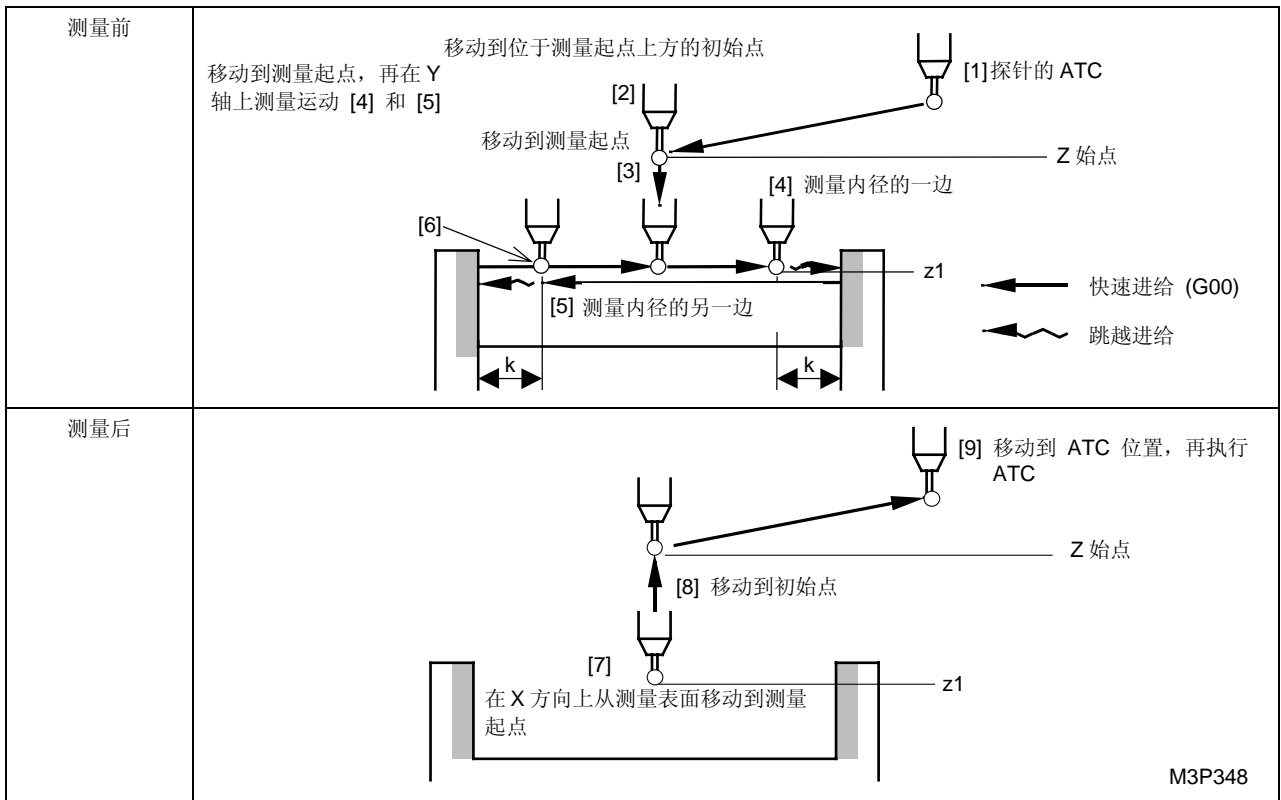 测量前
移动到位于测量起点上方的初始点
移动到测量起点，再在 Y
轴上测量运动 [4] 和 [5]
[1]探针的 ATC
[2]
移动到测量起点
Z 始点
[3]
[4] 测量内径的一边
[6]
z1
[5] 测量内径的另一边
快速进给 (G00)
跳越进给
k
k
测量后
[9] 移动到 ATC 位置，再执行
ATC
Z 始点
[8] 移动到初始点
[7]
z1
在 X 方向上从测量表面移动到测量
起点
M3P348